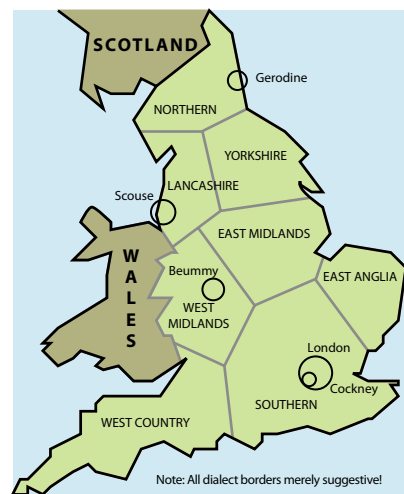 SCOTLAND
Gerodine
NORTHERN
YORKSHIRE
Scouse
LANCASHIRE
EAST MIDLANDS
WALES
Beummy
EAST ANGLIA
WEST
MIDLANDS
London
Cockney
SOUTHERN
WEST COUNTRY
Note: All dialect borders merely suggestive!